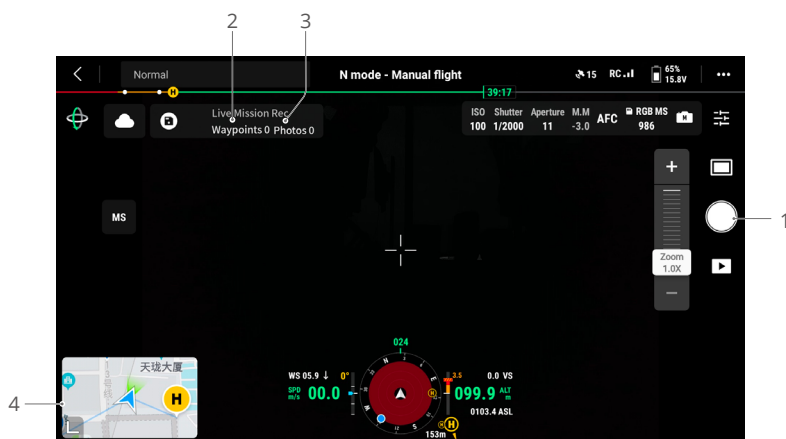 2
3
Normal
N mode - Manual flight
15
RC
65%
15.8V
H
39:17
Live Mission Rec
Waypoints 0 Photos 0
ISO Shutter Aperture M.M AFC RGB MS
100 1/2000 11 -3.0 986
MS
1
Zoom
1.0X
天珑大厦
H
4
024
WS 05.9 ↓ 0°
SPD
m/s 00.0
N
E
S
W
H
3.5 0.0 VS
099.9 ALT
m
0103.4 ASL
H
153m